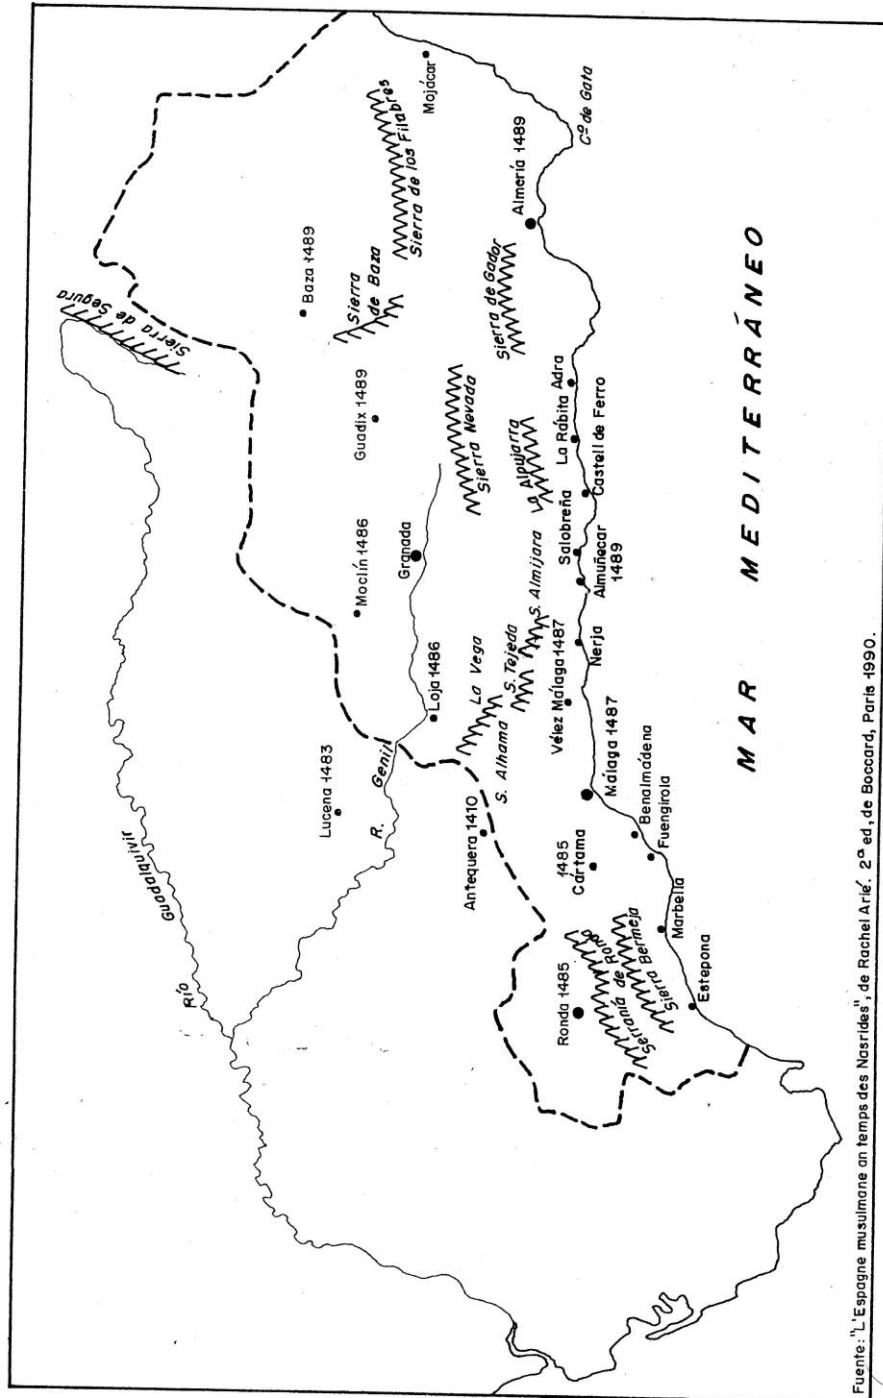 Río
Guadalquivir
Sierra de Segura
Lucena 1483
R.
Genil
Moclín 1486
Guadix 1489
Baza 1489
Sierra
de Baza
Sierra de los Filabres
Mojácar
Loja 1486
Granada
Sierra Nevada
Antequera 1410
La Vega
S. Alhama
S. Tejeda
S. Almijara
La Alpujarra
Sierra de Gador
Almería 1489
Cº de Gata
Ronda 1485
Serranía de Ronda
Sierra Bermeja
1485
Cártama
Vélez Málaga 1487
Málaga 1487
Nerja
Salobreña
Almuñecar
1489
Castell de Ferro
La Rábita
Adra
Benalmádena
Fuengirola
Marbella
Estepona
MAR MEDITERRÁNEO
Fuente: "L'Espagne musulmane an temps des Nasrides", de Rachel Arié. 2ª ed, de Boccard, París 1990.